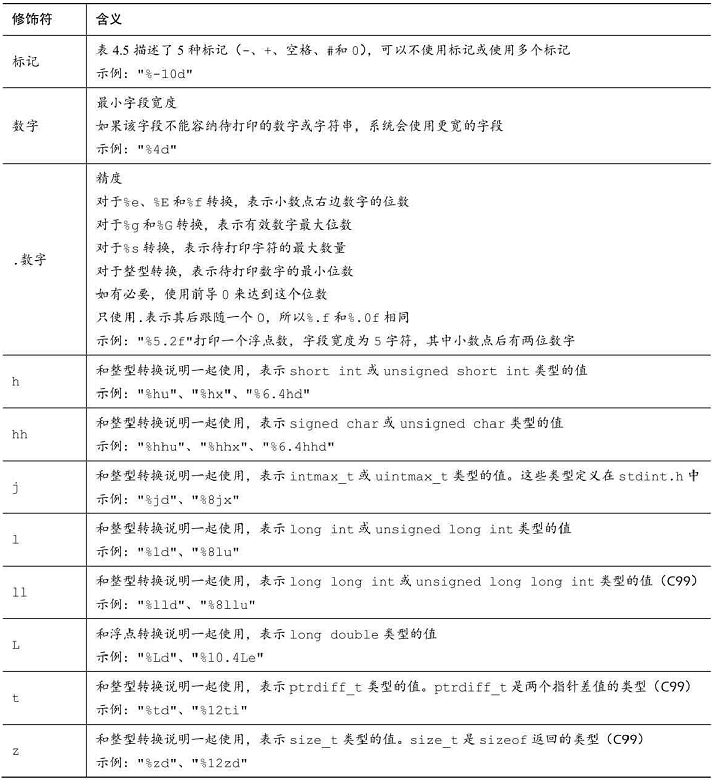 修饰符 含义
标记
表 4.5 描述了 5 种标记（-、+、空格、#和 0），可以不使用标记或使用多个标记
示例："%-10d"
数字
最小字段宽度
如果该字段不能容纳待打印的数字或字符串，系统会使用更宽的字段
示例："%4d"
.数字
精度
对于%e、%E 和%f 转换，表示小数点右边数字的位数
对于%g 和%G 转换，表示有效数字最大位数
对于%s 转换，表示待打印字符的最大数量
对于整型转换，表示待打印数字的最小位数
如有必要，使用前导 0 来达到这个位数
只使用.表示其后跟随一个 0，所以%.f 和%.0f 相同
示例："%5.2f"打印一个浮点数，字段宽度为 5 字符，其中小数点后有两位数字
h
和整型转换说明一起使用，表示 short int 或 unsigned short int 类型的值
示例："%hu"、"%hx"、"%6.4hd"
hh
和整型转换说明一起使用，表示 signed char 或 unsigned char 类型的值
示例："%hhu"、"%hhx"、"%6.4hhd"
j
和整型转换说明一起使用，表示 intmax_t 或 uintmax_t 类型的值。这些类型定义在 stdint.h 中
示例："%jd"、"%8jx"
l
和整型转换说明一起使用，表示 long int 或 unsigned long int 类型的值
示例："%ld"、"%8lu"
ll
和整型转换说明一起使用，表示 long long int 或 unsigned long long int 类型的值（C99）
示例："%lld"、"%8llu"
L
和浮点转换说明一起使用，表示 long double 类型的值
示例："%Ld"、"%10.4Le"
t
和整型转换说明一起使用，表示 ptrdiff_t 类型的值。ptrdiff_t 是两个指针差值的类型（C99）
示例："%td"、"%12ti"
z
和整型转换说明一起使用，表示 size_t 类型的值。size_t 是 sizeof 返回的类型（C99）
示例："%zd"、"%12zd"